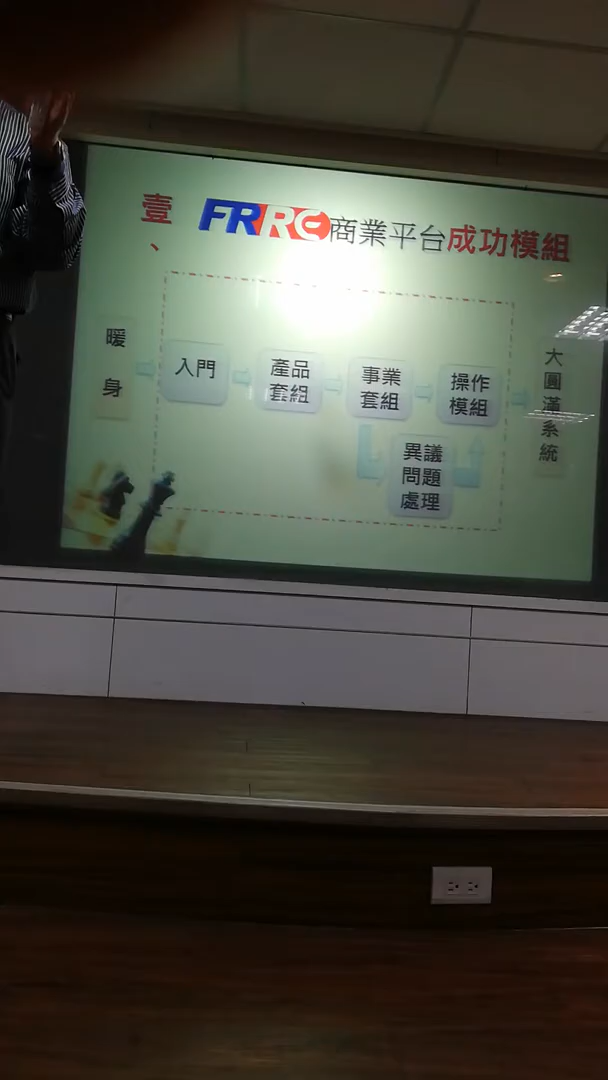 壹、
FRRC商業平台成功模組
暖身
入門
產品
套組
事業
套組
操作
模組
大圓滿系統
異議
問題
處理